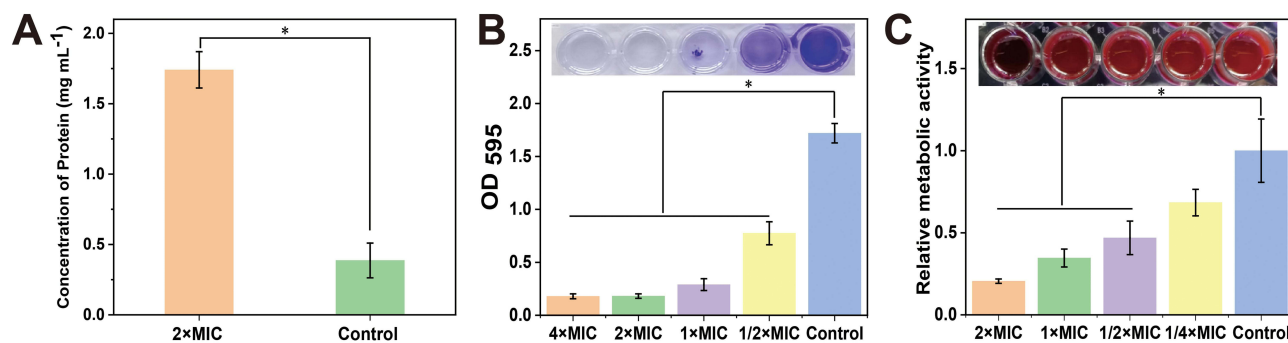 A
Concentration of Protein (mg mL-1)
2.0
1.5
1.0
0.5
0.0
*
2×MIC Control
B
OD 595
2.5
2.0
1.5
1.0
0.5
0.0
*
4×MIC 2×MIC 1×MIC 1/2×MIC Control
C
Relative metabolic activity
1.5
1.0
0.5
0.0
B2 B3 B4
*
2×MIC 1×MIC 1/2×MIC 1/4×MIC Control